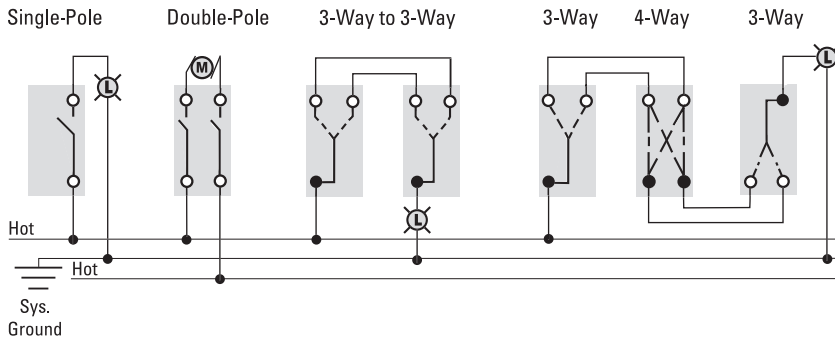 Single-Pole
Double-Pole
3-Way to 3-Way
3-Way
4-Way
3-Way
L
M
L
L
Hot
Hot
Sys.
Ground